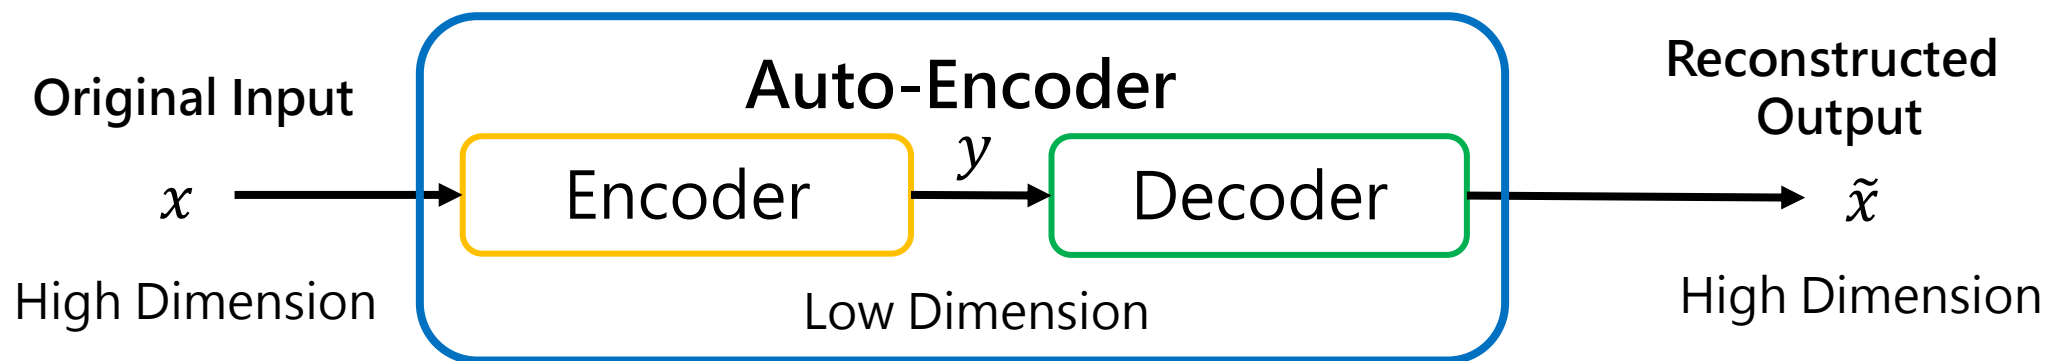 Original Input
x
High Dimension
Auto-Encoder
Encoder
y
Decoder
Low Dimension
Reconstructed
Output
x̃
High Dimension